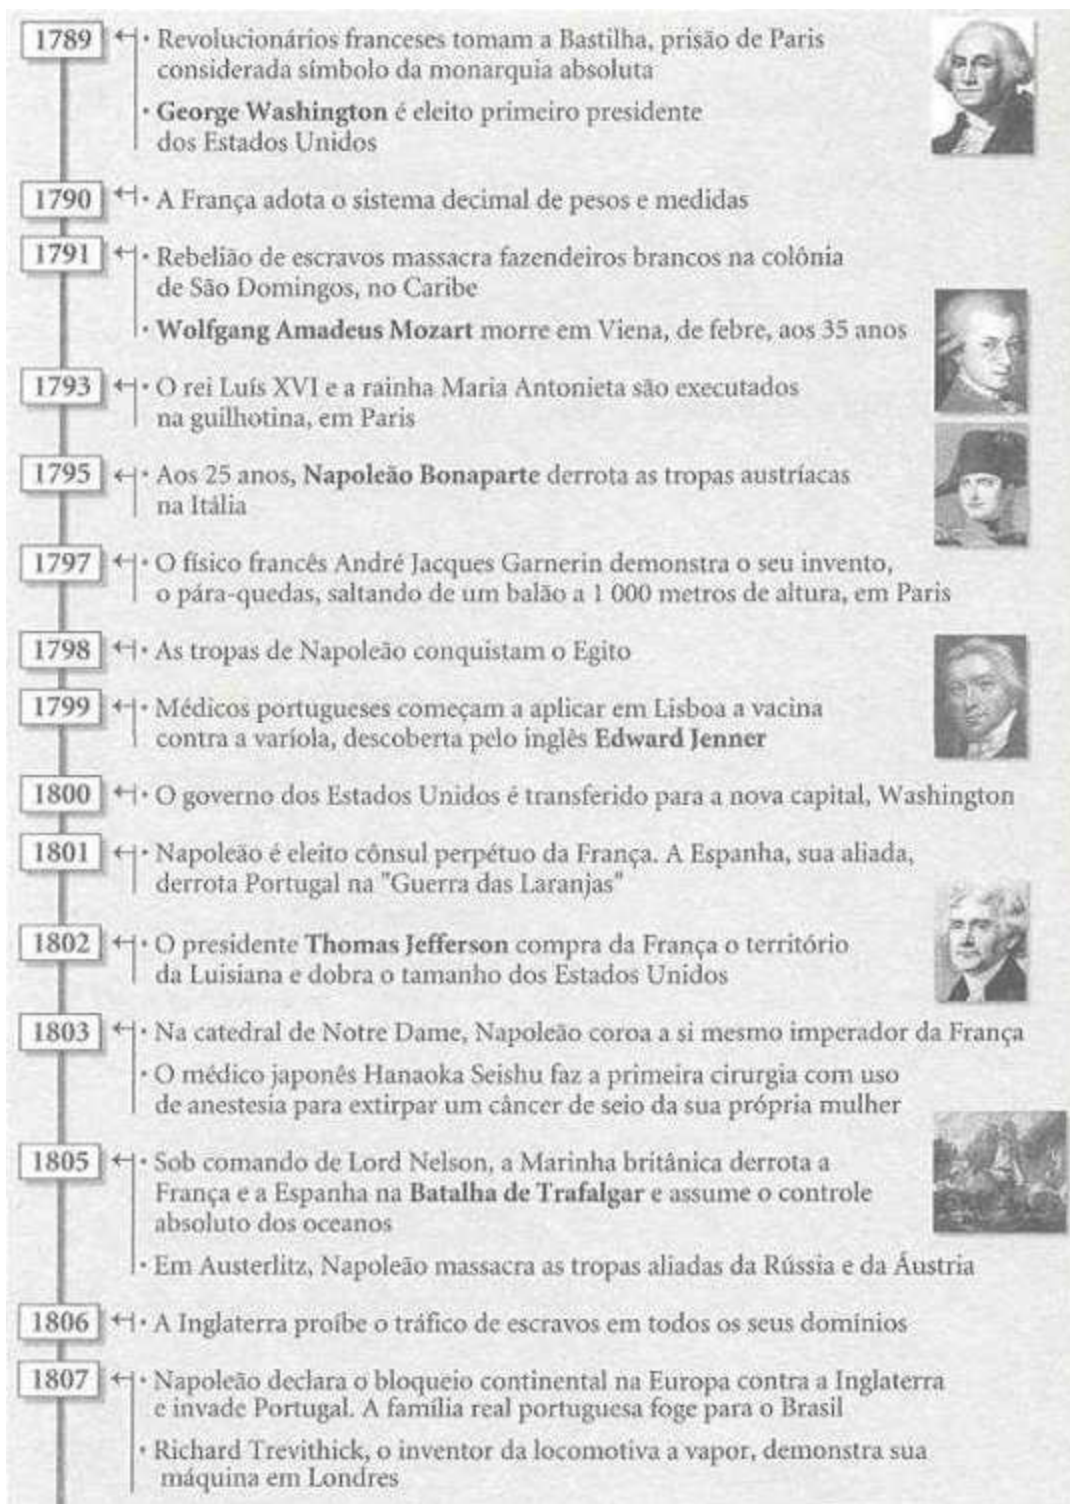 1789
· Revolucionários franceses tomam a Bastilha, prisão de Paris
considerada símbolo da monarquia absoluta
· George Washington é eleito primeiro presidente
dos Estados Unidos
1790
· A França adota o sistema decimal de pesos e medidas
1791
· Rebelião de escravos massacra fazendeiros brancos na colônia
de São Domingos, no Caribe
· Wolfgang Amadeus Mozart morre em Viena, de febre, aos 35 anos
1793
· O rei Luís XVI e a rainha Maria Antonieta são executados
na guilhotina, em Paris
1795
· Aos 25 anos, Napoleão Bonaparte derrota as tropas austríacas
na Itália
1797
· O físico francês André Jacques Garnerin demonstra o seu invento,
o pára-quedas, saltando de um balão a 1 000 metros de altura, em Paris
1798
· As tropas de Napoleão conquistam o Egito
1799
· Médicos portugueses começam a aplicar em Lisboa a vacina
contra a varíola, descoberta pelo inglês Edward Jenner
1800
· O governo dos Estados Unidos é transferido para a nova capital, Washington
1801
· Napoleão é eleito cônsul perpétuo da França. A Espanha, sua aliada,
derrota Portugal na "Guerra das Laranjas"
1802
· O presidente Thomas Jefferson compra da França o território
da Luisiana e dobra o tamanho dos Estados Unidos
1803
· Na catedral de Notre Dame, Napoleão coroa a si mesmo imperador da França
· O médico japonês Hanaoka Seishu faz a primeira cirurgia com uso
de anestesia para extirpar um câncer de seio da sua própria mulher
1805
· Sob comando de Lord Nelson, a Marinha britânica derrota a
França e a Espanha na Batalha de Trafalgar e assume o controle
absoluto dos oceanos
· Em Austerlitz, Napoleão massacra as tropas aliadas da Rússia e da Áustria
1806
· A Inglaterra proíbe o tráfico de escravos em todos os seus domínios
1807
· Napoleão declara o bloqueio continental na Europa contra a Inglaterra
e invade Portugal. A família real portuguesa foge para o Brasil
· Richard Trevithick, o inventor da locomotiva a vapor, demonstra sua
máquina em Londres